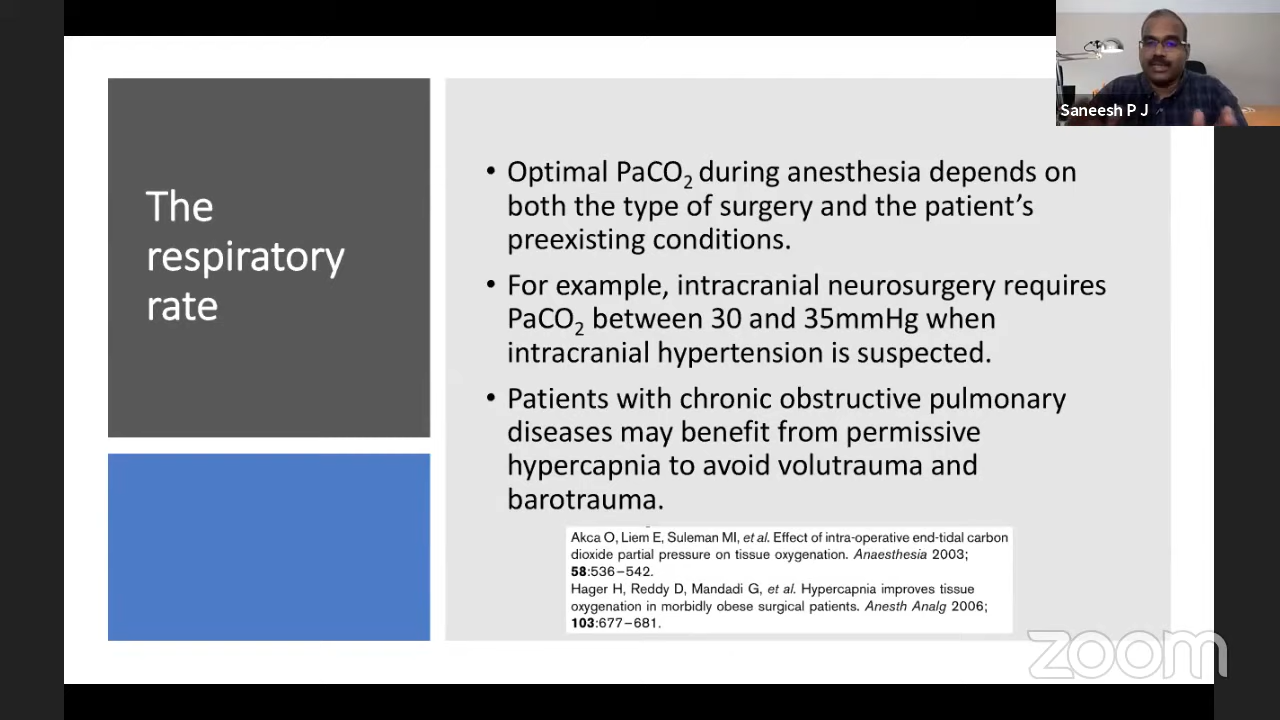 Saneesh P J
The
respiratory
rate
• Optimal PaCO₂ during anesthesia depends on
both the type of surgery and the patient’s
preexisting conditions.
• For example, intracranial neurosurgery requires
PaCO₂ between 30 and 35mmHg when
intracranial hypertension is suspected.
• Patients with chronic obstructive pulmonary
diseases may benefit from permissive
hypercapnia to avoid volutrauma and
barotrauma.
Akca O, Liem E, Suleman MI, et al. Effect of intra-operative end-tidal carbon
dioxide partial pressure on tissue oxygenation. Anaesthesia 2003;
58:536–542.
Hager H, Reddy D, Mandadi G, et al. Hypercapnia improves tissue
oxygenation in morbidly obese surgical patients. Anesth Analg 2006;
103:677–681.
zoom